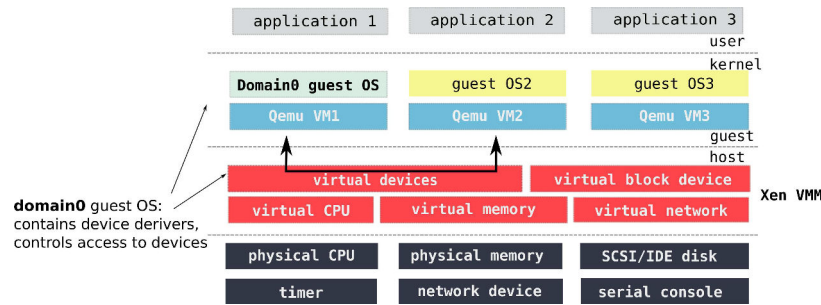 application 1 application 2 application 3
user
kernel
Domain0 guest OS guest OS2 guest OS3
Qemu VM1 Qemu VM2 Qemu VM3
guest
host
virtual devices virtual block device
Xen VMM
domain0 guest OS:
contains device derivers,
controls access to devices
virtual CPU virtual memory virtual network
physical CPU physical memory SCSI/IDE disk
timer network device serial console